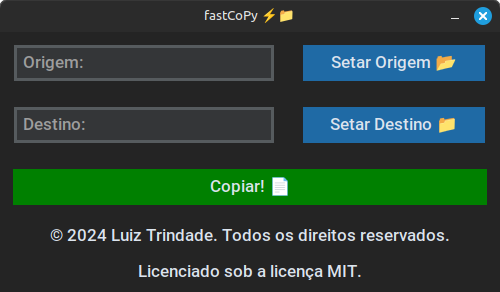 fastCoPy ⚡📁
Origem:
Setar Origem 📂
Destino:
Setar Destino 📁
Copiar! 📄
© 2024 Luiz Trindade. Todos os direitos reservados.
Licenciado sob a licença MIT.